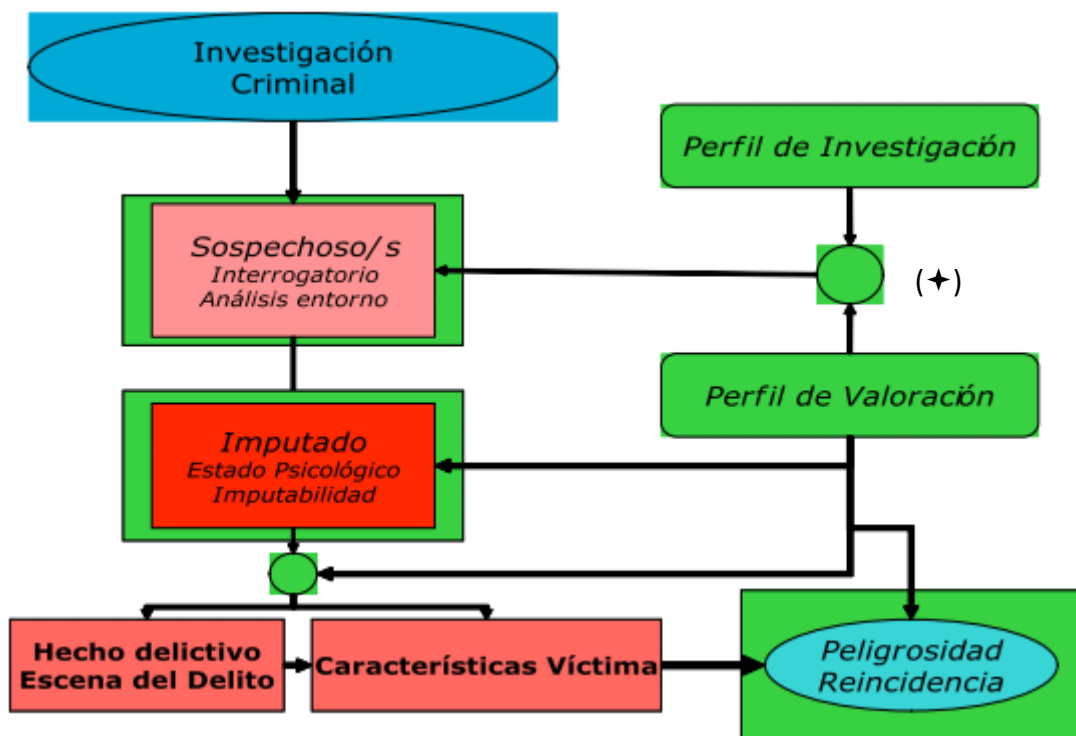 Investigación
Criminal
Perfil de Investigación
Sospechoso/s
Interrogatorio
Análisis entorno
(✦)
Perfil de Valoración
Imputado
Estado Psicológico
Imputabilidad
Hecho delictivo
Escena del Delito
Característícas Víctima
Peligrosidad
Reincidencia